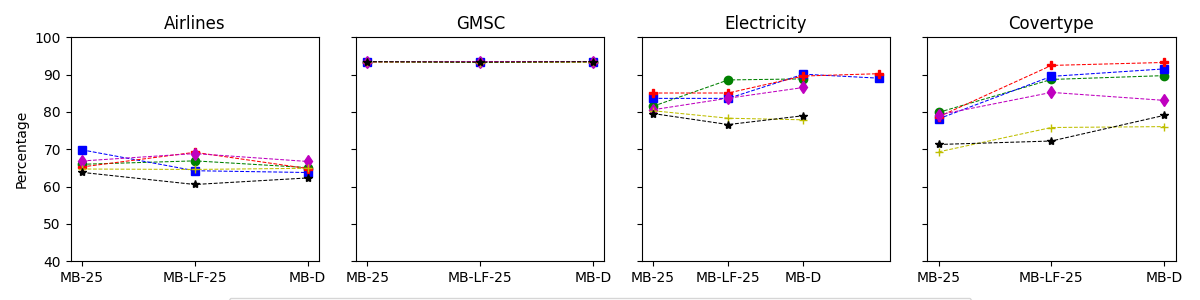 Airlines GMSC Electricity Covertype
100
90
80
70
60
50
40
Percentage
MB-25 MB-LF-25 MB-D MB-25 MB-LF-25 MB-D MB-25 MB-LF-25 MB-D MB-25 MB-LF-25 MB-D